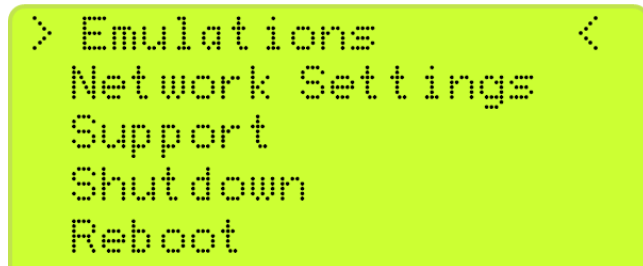 > Emulations <
Network Settings
Support
Shutdown
Reboot